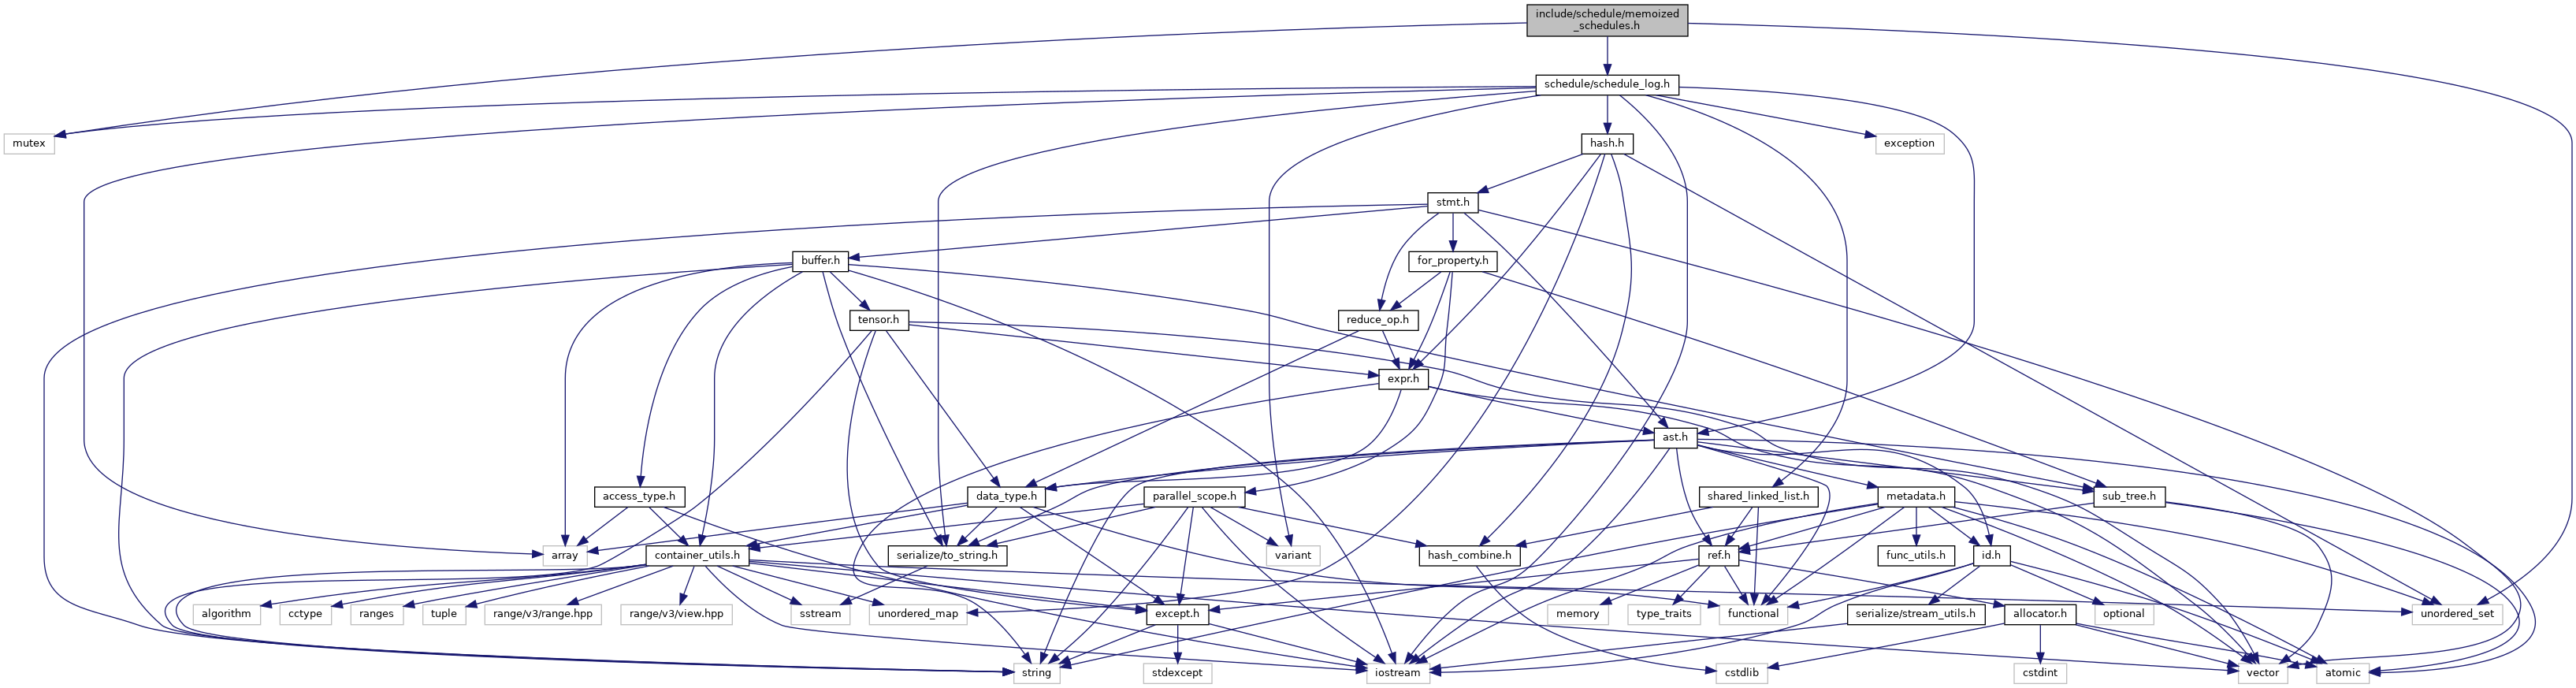 include/schedule/memoized
_schedules.h
schedule/schedule_log.h
mutex
hash.h
exception
stmt.h
buffer.h
for_property.h
tensor.h
reduce_op.h
expr.h
ast.h
access_type.h
data_type.h
parallel_scope.h
shared_linked_list.h
metadata.h
sub_tree.h
array
container_utils.h
serialize/to_string.h
variant
hash_combine.h
ref.h
func_utils.h
id.h
algorithm
cctype
ranges
tuple
range/v3/range.hpp
range/v3/view.hpp
sstream
unordered_map
except.h
memory
type_traits
functional
serialize/stream_utils.h
allocator.h
optional
unordered_set
string
stdexcept
iostream
cstdlib
cstdint
vector
atomic